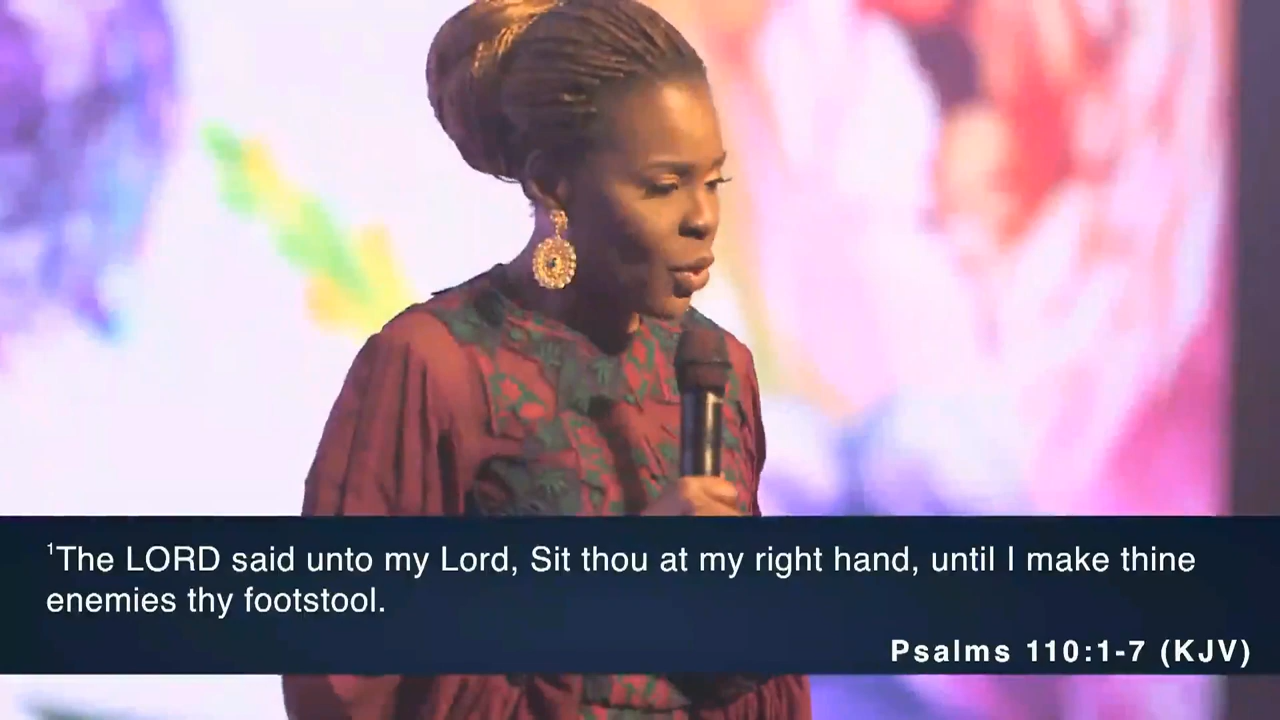 ¹The LORD said unto my Lord, Sit thou at my right hand, until I make thine
enemies thy footstool.
Psalms 110:1-7 (KJV)